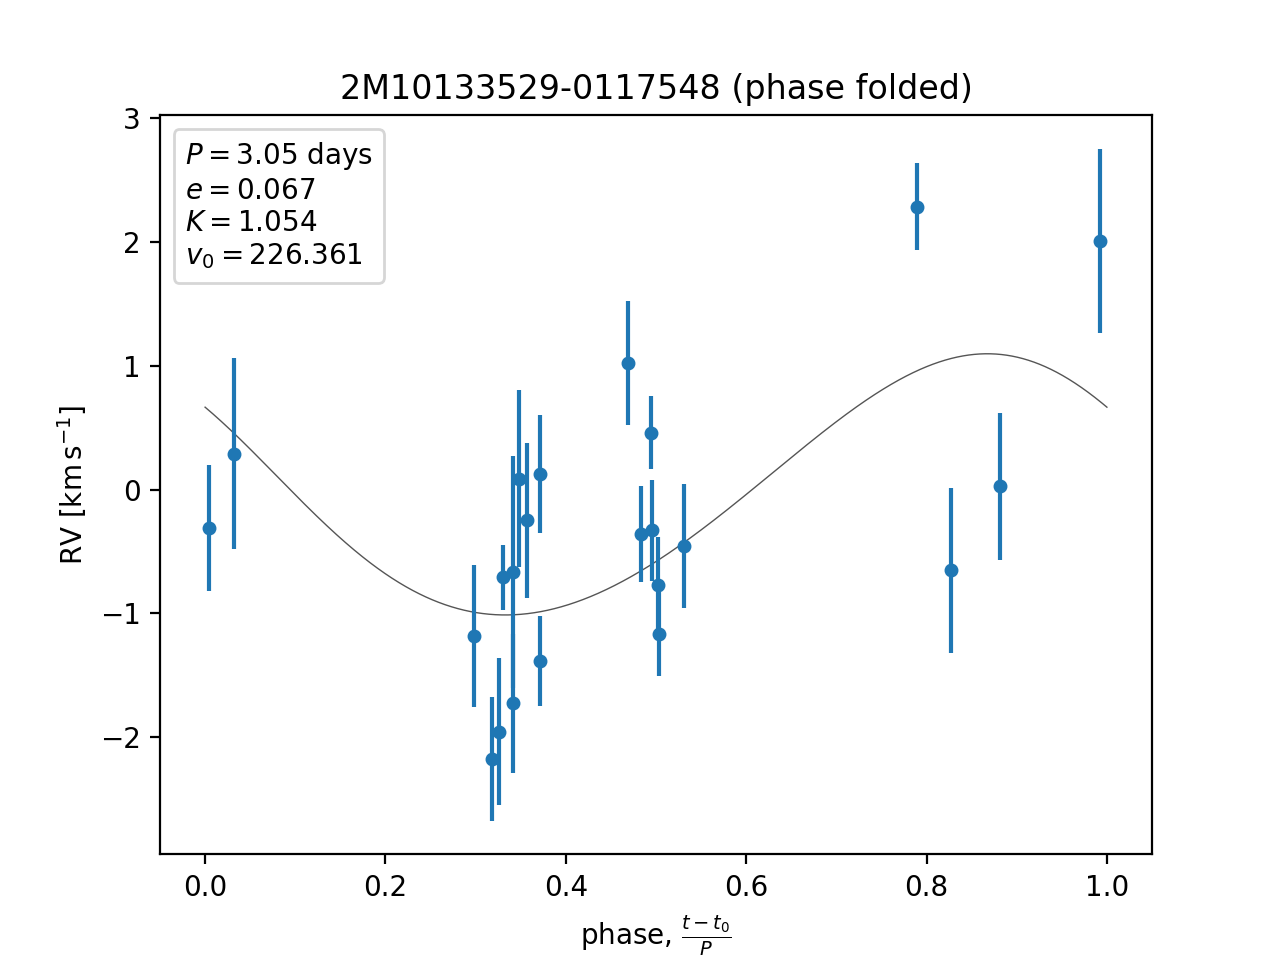 2M10133529-0117548 (phase folded)
P = 3.05 days
e = 0.067
K = 1.054
v₀ = 226.361
3
2
1
0
−1
−2
RV [km s⁻¹]
0.0 0.2 0.4 0.6 0.8 1.0
phase, (t − t₀)/P